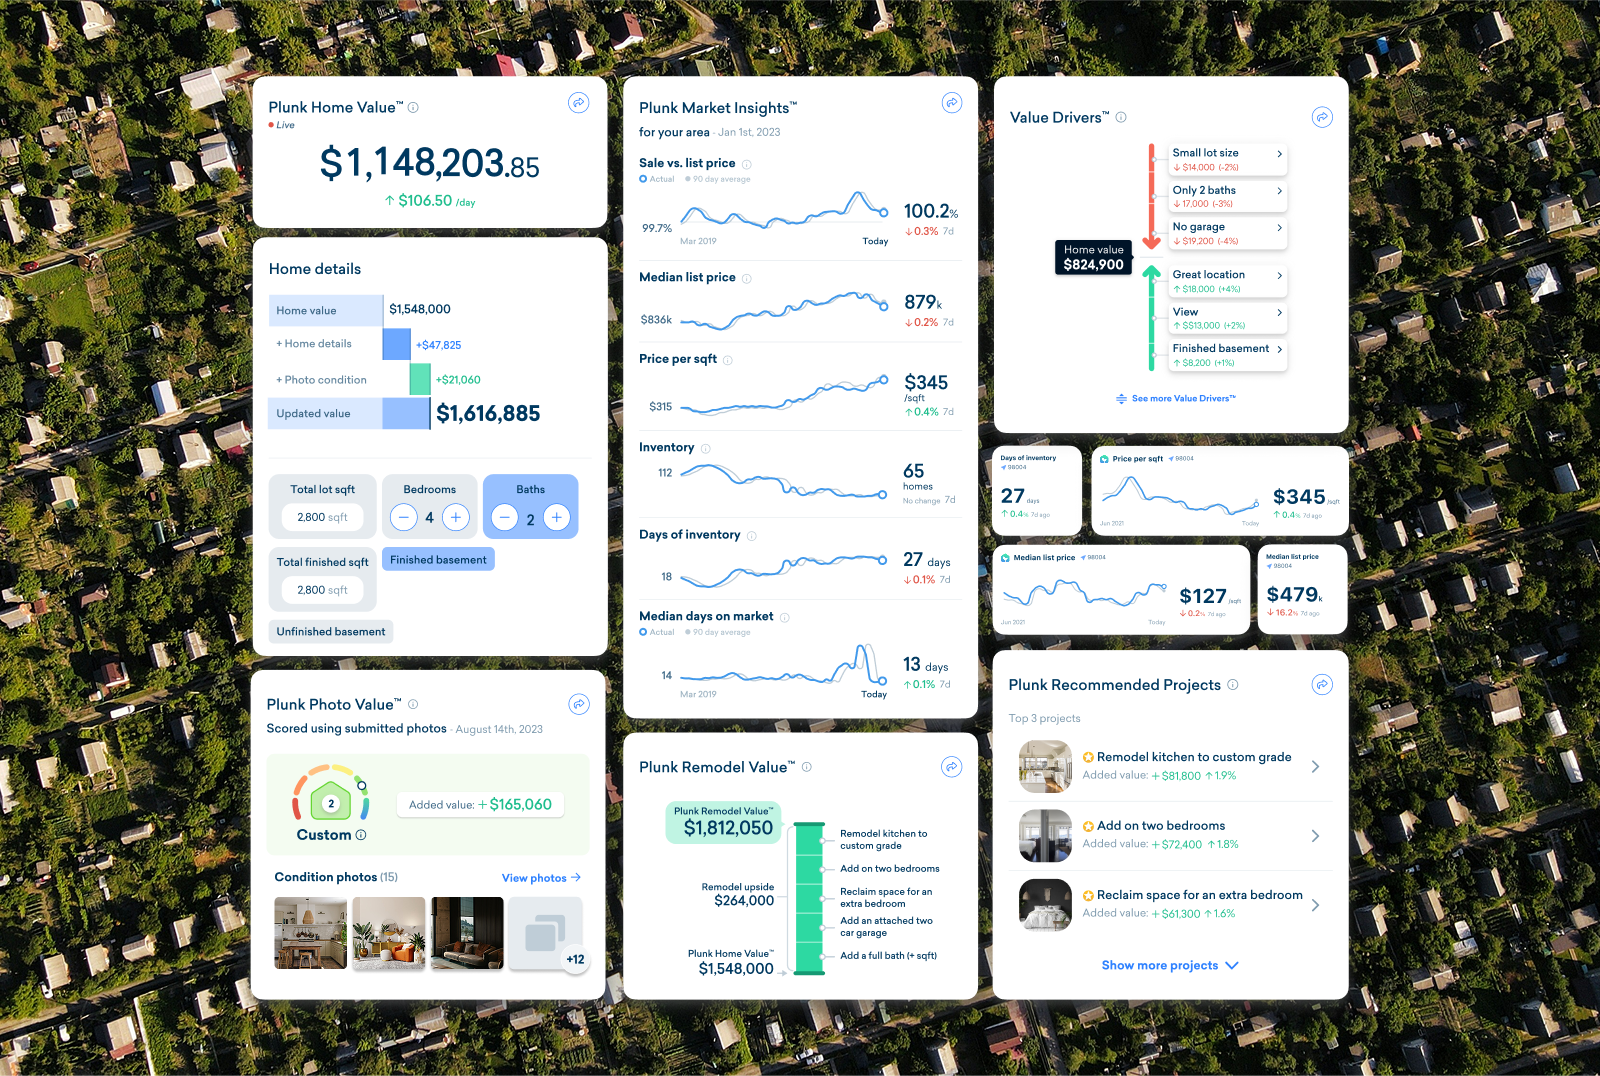 Plunk Home Value™
Live
$1,148,203.85
↑ $106.50 /day
Home details
Home value $1,548,000
+ Home details +$47,825
+ Photo condition +$21,060
Updated value $1,616,885
Total lot sqft
2,800 sqft
Bedrooms
− 4 +
Baths
− 2 +
Total finished sqft
2,800 sqft
Finished basement
Unfinished basement
Plunk Photo Value™
Scored using submitted photos - August 14th, 2023
2
Custom
Added value: +$165,060
Condition photos (15)
View photos →
+12
Plunk Market Insights™
for your area - Jan 1st, 2023
Sale vs. list price
Actual 90 day average
99.7%
100.2%
↓0.3% 7d
Mar 2019 Today
Median list price
$836k
879k
↓0.2% 7d
Price per sqft
$315
$345
/sqft
↑0.4% 7d
Inventory
112
65
homes
No change 7d
Days of inventory
18
27 days
↓0.1% 7d
Median days on market
Actual 90 day average
14
13 days
↑0.1% 7d
Mar 2019 Today
Plunk Remodel Value™
Plunk Remodel Value™
$1,812,050
Remodel upside
$264,000
Plunk Home Value™
$1,548,000
Remodel kitchen to
custom grade
Add on two bedrooms
Reclaim space for an
extra bedroom
Add an attached two
car garage
Add a full bath (+ sqft)
Value Drivers™
Small lot size
↓ $14,000 (-2%)
Only 2 baths
↓ 17,000 (-3%)
No garage
↓ $19,200 (-4%)
Home value
$824,900
Great location
↑ $18,000 (+4%)
View
↑ $S13,000 (+2%)
Finished basement
↑ $8,200 (+1%)
See more Value Drivers™
Days of inventory
98004
27 days
↑ 0.4% 7d ago
Price per sqft 98004
$345 /sqft
↑ 0.4% 7d ago
Jun 2021 Today
Median list price 98004
$127 /sqft
↓ 0.2% 7d ago
Jun 2021 Today
Median list price
98004
$479k
↓ 16.2% 7d ago
Plunk Recommended Projects
Top 3 projects
Remodel kitchen to custom grade
Added value: +$81,800 ↑1.9%
Add on two bedrooms
Added value: +$72,400 ↑1.8%
Reclaim space for an extra bedroom
Added value: +$61,300 ↑1.6%
Show more projects